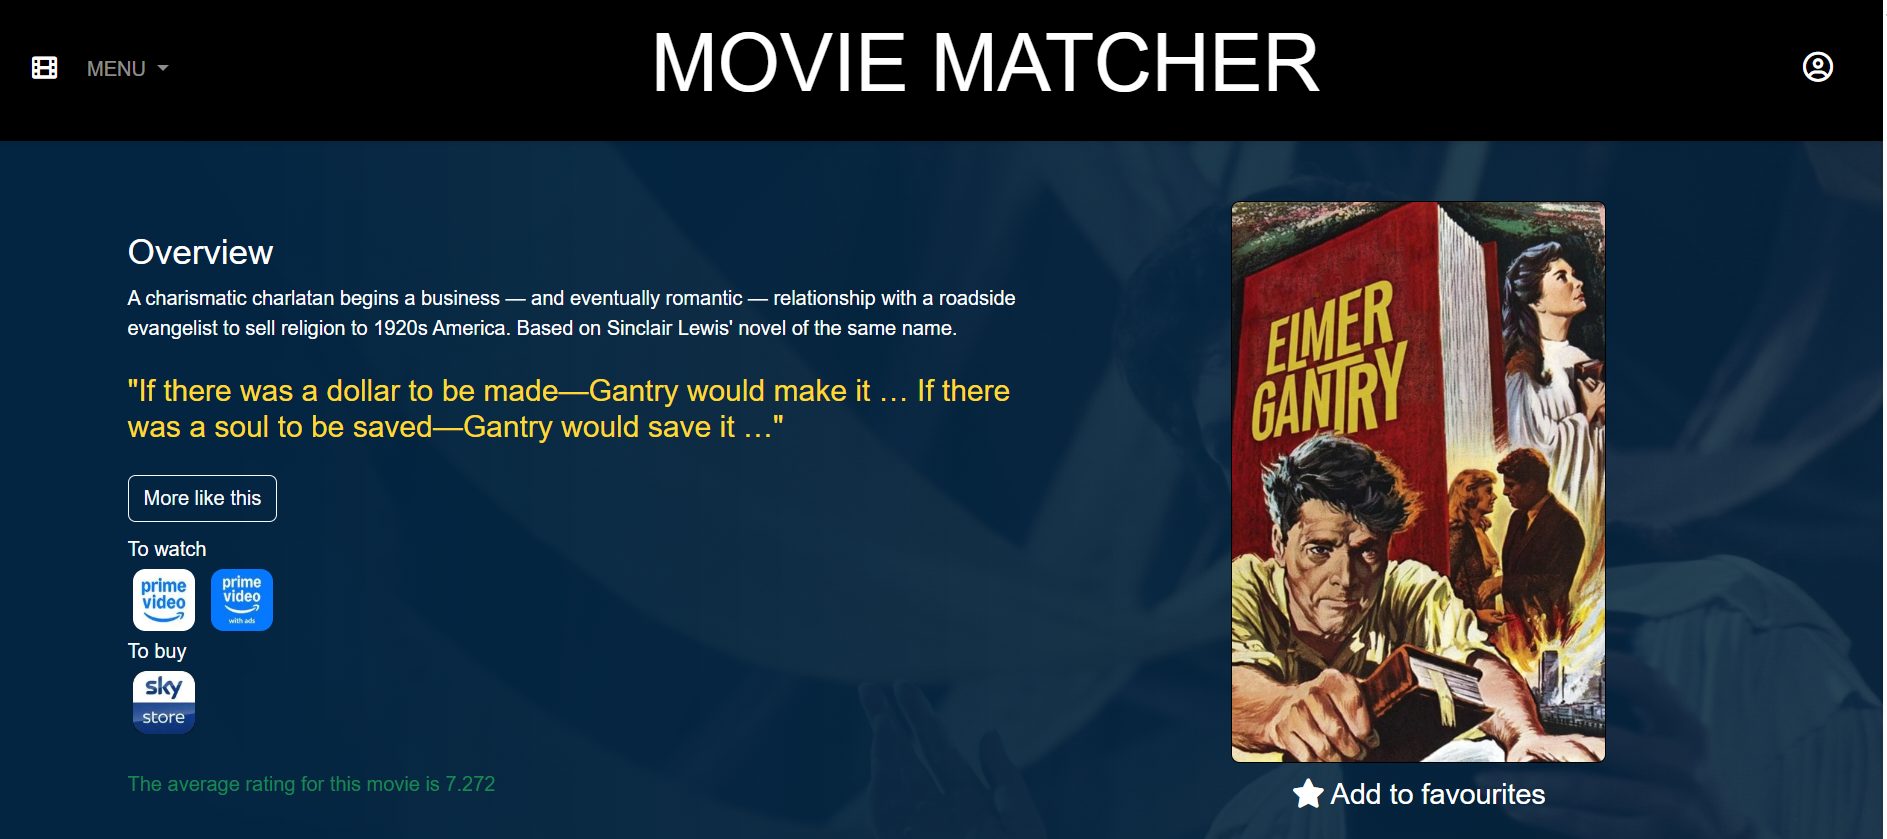 MENU
MOVIE MATCHER
Overview
A charismatic charlatan begins a business — and eventually romantic — relationship with a roadside
evangelist to sell religion to 1920s America. Based on Sinclair Lewis' novel of the same name.
"If there was a dollar to be made—Gantry would make it … If there
was a soul to be saved—Gantry would save it …"
More like this
To watch
prime
video
prime
video
with ads
To buy
sky
store
The average rating for this movie is 7.272
ELMER
GANTRY
Add to favourites